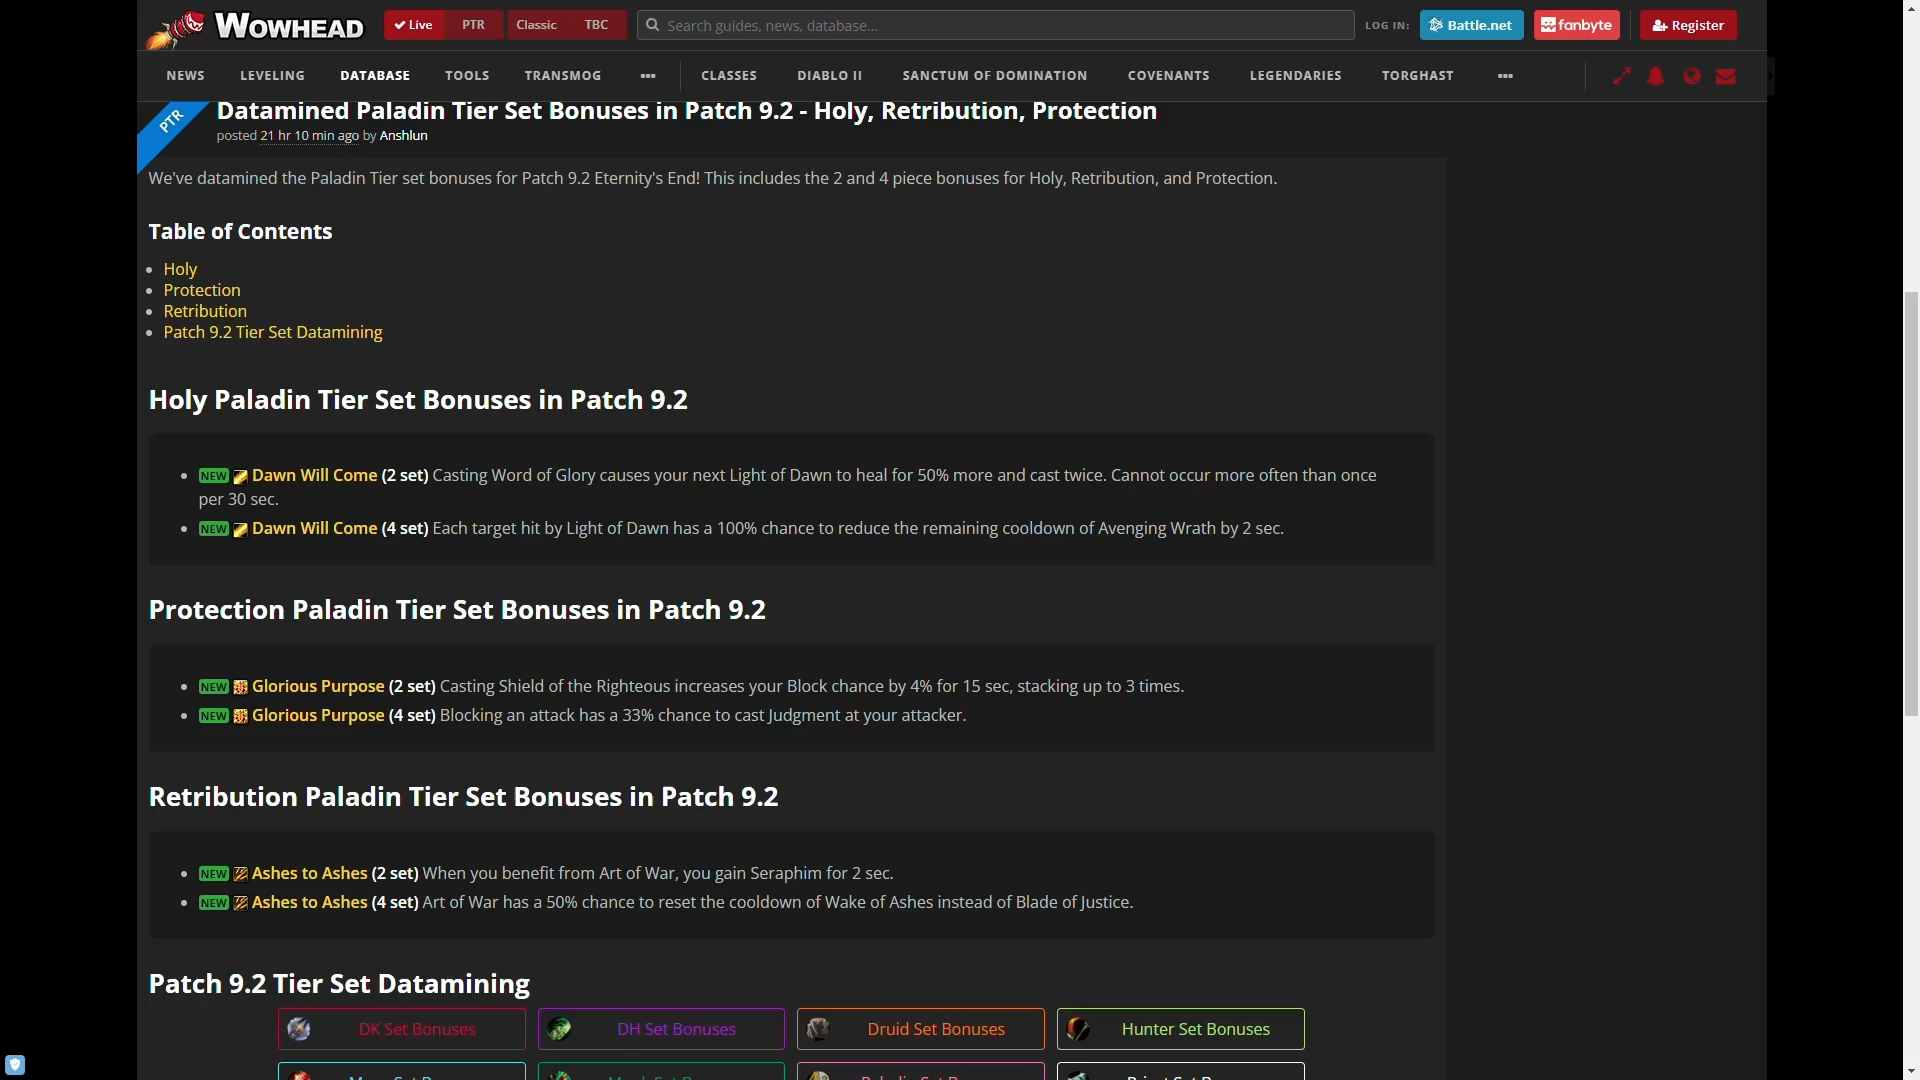 WOWHEAD
Live PTR Classic TBC Search guides, news, database... LOG IN: Battle.net fanbyte Register
NEWS LEVELING DATABASE TOOLS TRANSMOG ••• CLASSES DIABLO II SANCTUM OF DOMINATION COVENANTS LEGENDARIES TORGHAST •••
PTR
Datamined Paladin Tier Set Bonuses in Patch 9.2 - Holy, Retribution, Protection
posted 21 hr 10 min ago by Anshlun
We've datamined the Paladin Tier set bonuses for Patch 9.2 Eternity's End! This includes the 2 and 4 piece bonuses for Holy, Retribution, and Protection.
Table of Contents
• Holy
• Protection
• Retribution
• Patch 9.2 Tier Set Datamining
Holy Paladin Tier Set Bonuses in Patch 9.2
• NEW Dawn Will Come (2 set) Casting Word of Glory causes your next Light of Dawn to heal for 50% more and cast twice. Cannot occur more often than once
per 30 sec.
• NEW Dawn Will Come (4 set) Each target hit by Light of Dawn has a 100% chance to reduce the remaining cooldown of Avenging Wrath by 2 sec.
Protection Paladin Tier Set Bonuses in Patch 9.2
• NEW Glorious Purpose (2 set) Casting Shield of the Righteous increases your Block chance by 4% for 15 sec, stacking up to 3 times.
• NEW Glorious Purpose (4 set) Blocking an attack has a 33% chance to cast Judgment at your attacker.
Retribution Paladin Tier Set Bonuses in Patch 9.2
• NEW Ashes to Ashes (2 set) When you benefit from Art of War, you gain Seraphim for 2 sec.
• NEW Ashes to Ashes (4 set) Art of War has a 50% chance to reset the cooldown of Wake of Ashes instead of Blade of Justice.
Patch 9.2 Tier Set Datamining
DK Set Bonuses DH Set Bonuses Druid Set Bonuses Hunter Set Bonuses